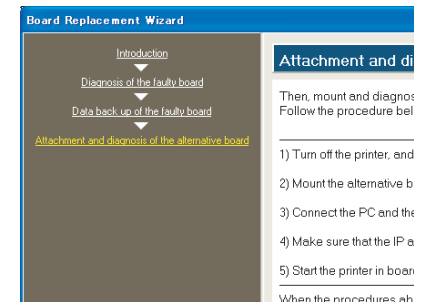 Board Replacement Wizard
Introduction
Diagnosis of the faulty board
Data back up of the faulty board
Attachment and diagnosis of the alternative board
Attachment and di
Then, mount and diagnos
Follow the procedure bel
1) Turn off the printer, and
2) Mount the alternative b
3) Connect the PC and the
4) Make sure that the IP a
5) Start the printer in boar
When the procedures ab